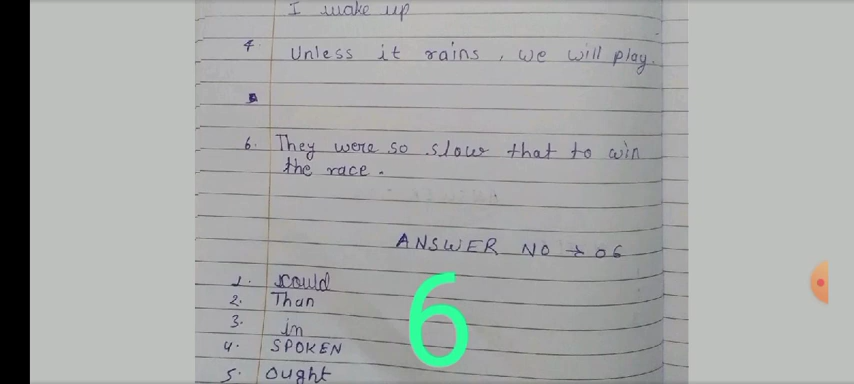 I wake up
4. Unless it rains, we will play.
5
6. They were so slow that to win
the race.
ANSWER NO → 06
1. could
2. Than
3. in
4. SPOKEN
5. Ought
6